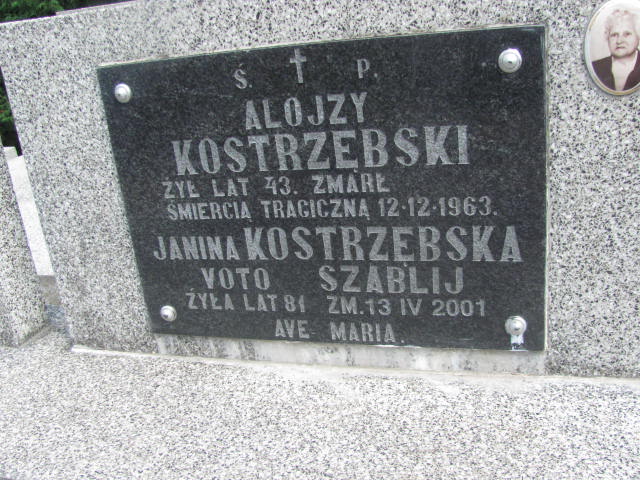 Ś. † P.
ALOJZY
KOSTRZĘBSKI
ŻYŁ LAT 43. ZMARŁ
ŚMIERCIĄ TRAGICZNĄ 12·12·1963.
JANINA KOSTRZEBSKA
VOTO SZABLIJ
ŻYŁA LAT 81 ZM. 13 IV 2001
AVE MARIA.